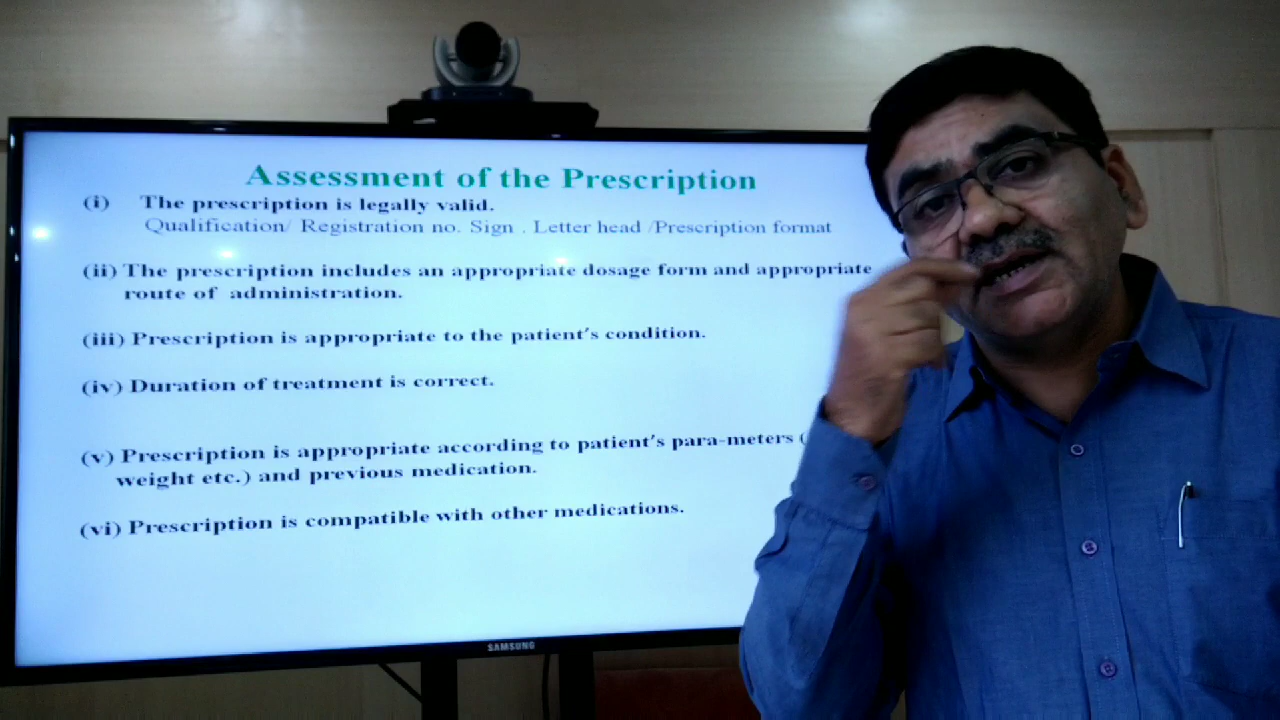 Assessment of the Prescription
(i) The prescription is legally valid.
Qualification/ Registration no. Sign . Letter head /Prescription format
(ii) The prescription includes an appropriate dosage form and appropriate
route of administration.
(iii) Prescription is appropriate to the patient's condition.
(iv) Duration of treatment is correct.
(v) Prescription is appropriate according to patient's para-meters (
weight etc.) and previous medication.
(vi) Prescription is compatible with other medications.
SAMSUNG